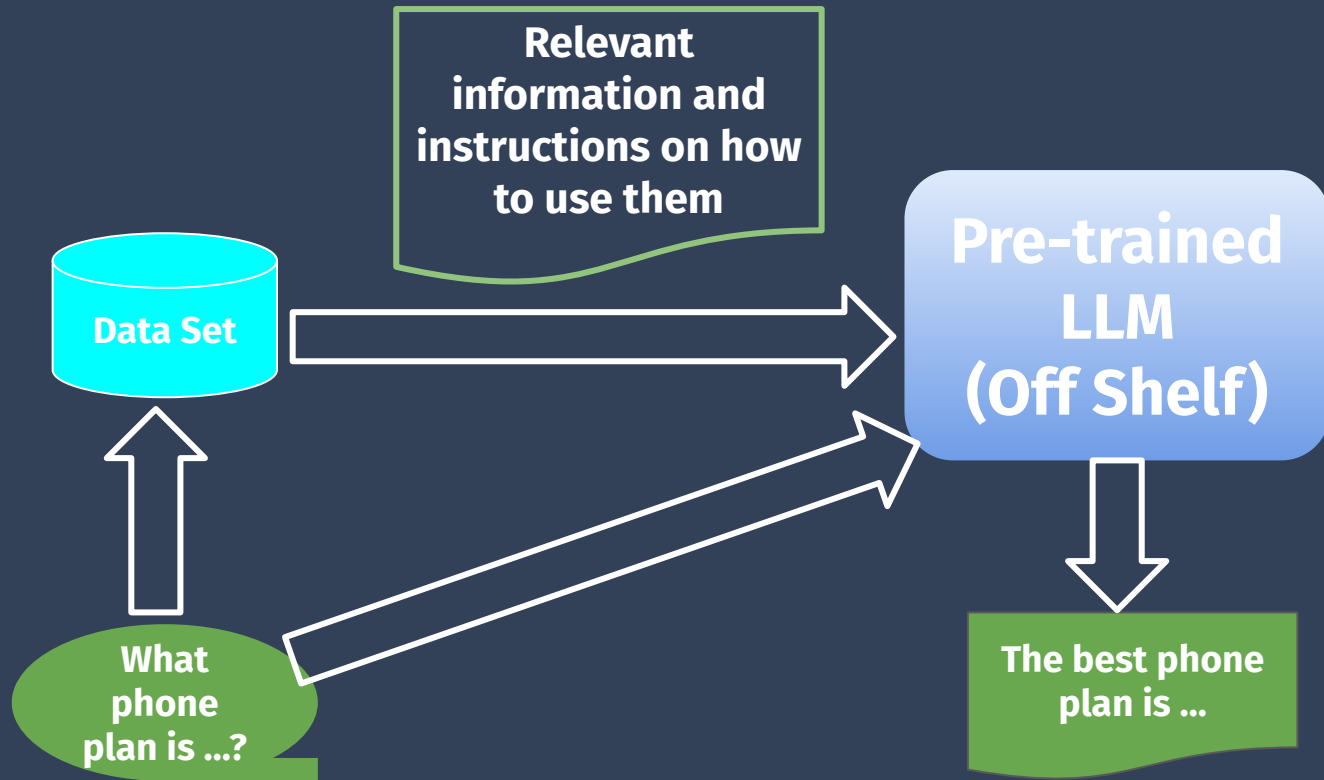 Relevant
information and
instructions on how
to use them
Pre-trained
LLM
(Off Shelf)
Data Set
What
phone
plan is ...?
The best phone
plan is ...